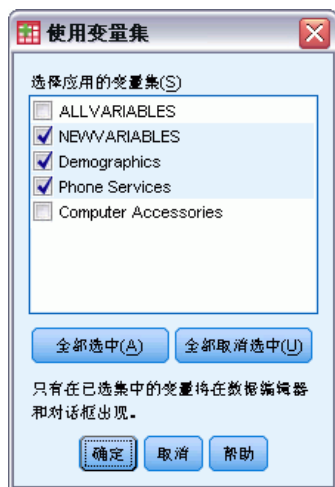 使用变量集
选择应用的变量集(S)
ALLVARIABLES
NEWVARIABLES
Demographics
Phone Services
Computer Accessories
全部选中(A) 全部取消选中(U)
只有在已选集中的变量将在数据编辑器
和对话框出现。
确定 取消 帮助